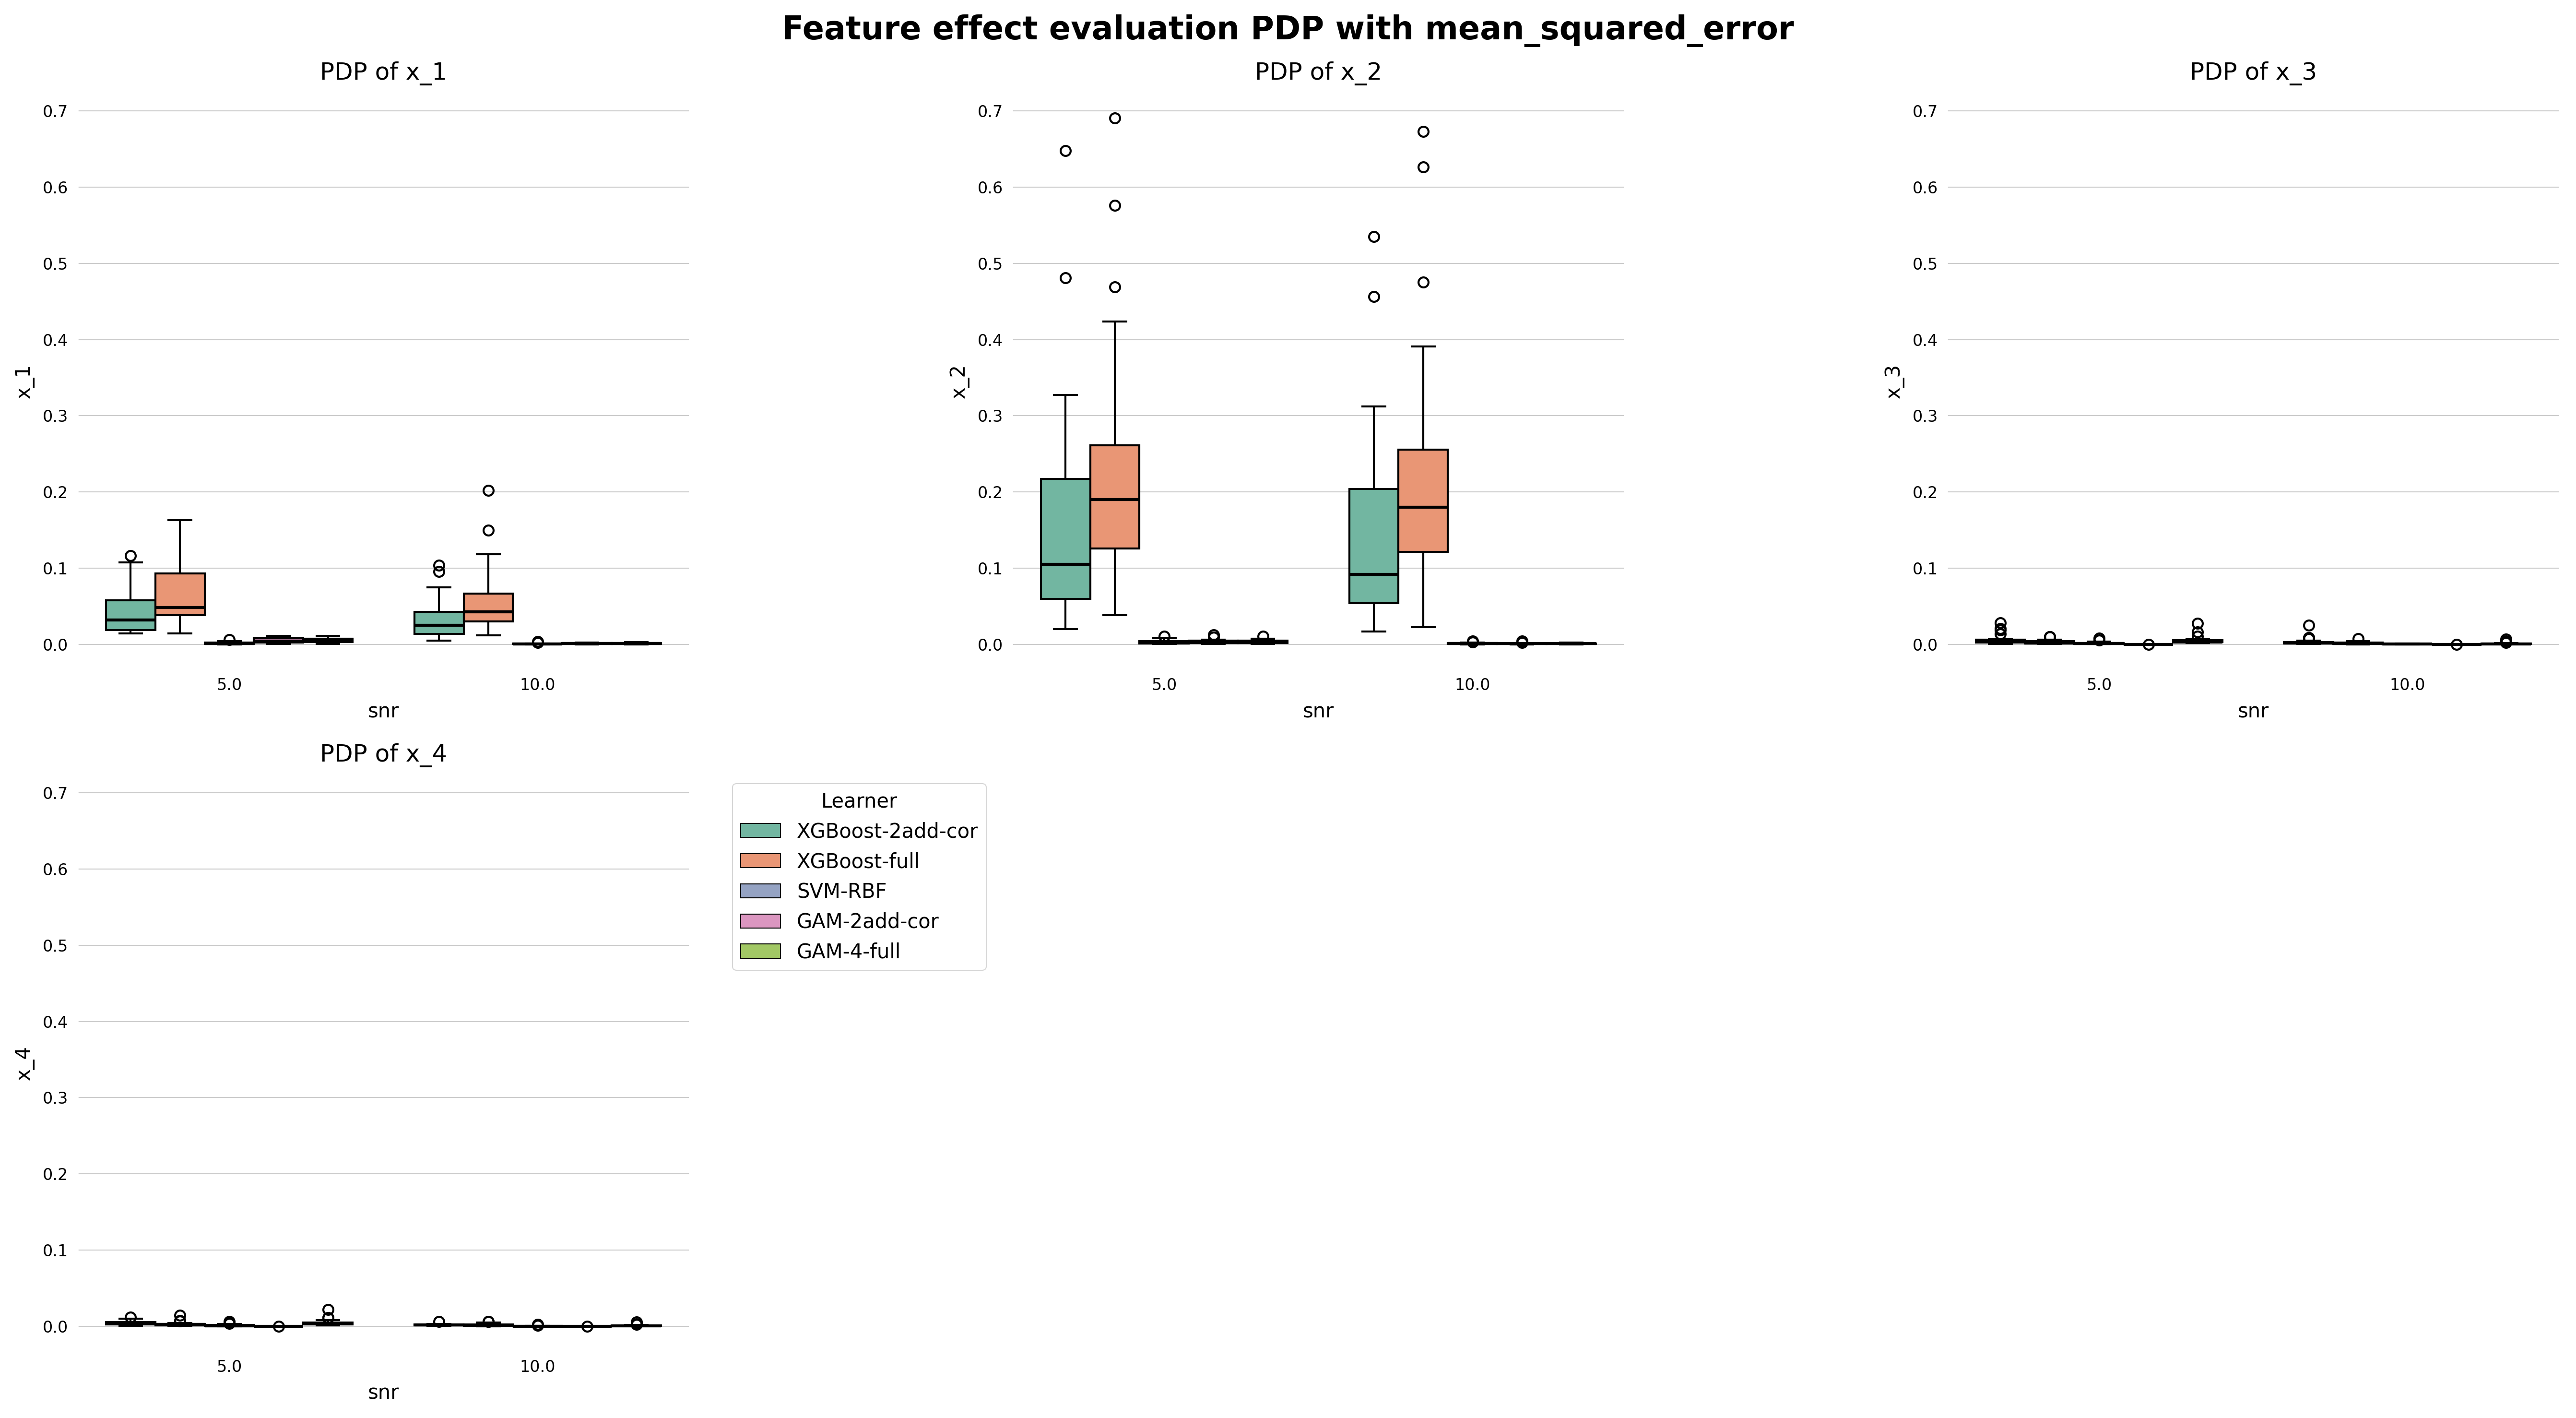 Feature effect evaluation PDP with mean_squared_error
PDP of x_1
0.7
0.6
0.5
0.4
0.3
0.2
0.1
0.0
x_1
5.0
10.0
snr
PDP of x_2
0.7
0.6
0.5
0.4
0.3
0.2
0.1
0.0
x_2
5.0
10.0
snr
PDP of x_3
0.7
0.6
0.5
0.4
0.3
0.2
0.1
0.0
x_3
5.0
10.0
snr
PDP of x_4
0.7
0.6
0.5
0.4
0.3
0.2
0.1
0.0
x_4
5.0
10.0
snr
Learner
XGBoost-2add-cor
XGBoost-full
SVM-RBF
GAM-2add-cor
GAM-4-full